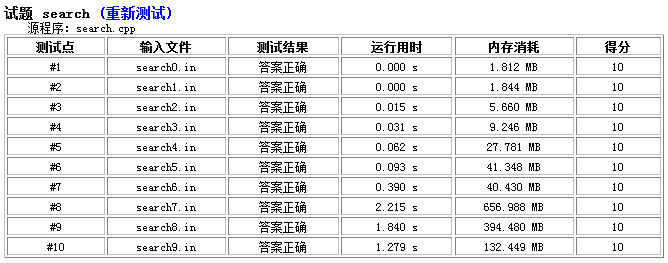 试题 search (重新测试)
源程序: search.cpp
测试点 输入文件 测试结果 运行用时 内存消耗 得分
#1 search0.in 答案正确 0.000 s 1.812 MB 10
#2 search1.in 答案正确 0.000 s 1.844 MB 10
#3 search2.in 答案正确 0.015 s 5.660 MB 10
#4 search3.in 答案正确 0.031 s 9.246 MB 10
#5 search4.in 答案正确 0.062 s 27.781 MB 10
#6 search5.in 答案正确 0.093 s 41.348 MB 10
#7 search6.in 答案正确 0.390 s 40.430 MB 10
#8 search7.in 答案正确 2.215 s 656.988 MB 10
#9 search8.in 答案正确 1.840 s 394.480 MB 10
#10 search9.in 答案正确 1.279 s 132.449 MB 10